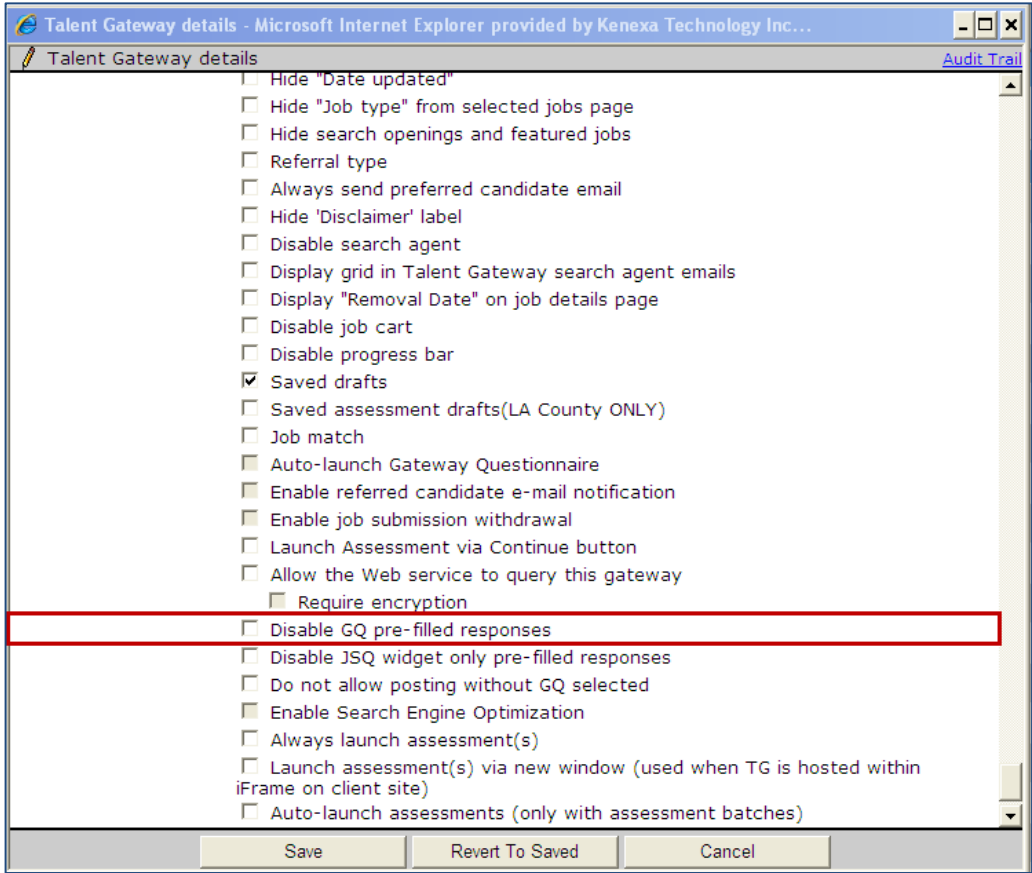 Talent Gateway details - Microsoft Internet Explorer provided by Kenexa Technology Inc...
Talent Gateway details Audit Trail
Hide "Date updated"
Hide "Job type" from selected jobs page
Hide search openings and featured jobs
Referral type
Always send preferred candidate email
Hide 'Disclaimer' label
Disable search agent
Display grid in Talent Gateway search agent emails
Display "Removal Date" on job details page
Disable job cart
Disable progress bar
Saved drafts
Saved assessment drafts(LA County ONLY)
Job match
Auto-launch Gateway Questionnaire
Enable referred candidate e-mail notification
Enable job submission withdrawal
Launch Assessment via Continue button
Allow the Web service to query this gateway
Require encryption
Disable GQ pre-filled responses
Disable JSQ widget only pre-filled responses
Do not allow posting without GQ selected
Enable Search Engine Optimization
Always launch assessment(s)
Launch assessment(s) via new window (used when TG is hosted within
iFrame on client site)
Auto-launch assessments (only with assessment batches)
Save Revert To Saved Cancel